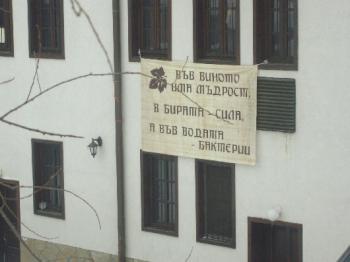 ВЪВ ВИНОТО
ИМА МЪДРОСТ,
В БИРАТА - СИЛА,
А ВЪВ ВОДАТА
- БАКТЕРИИ